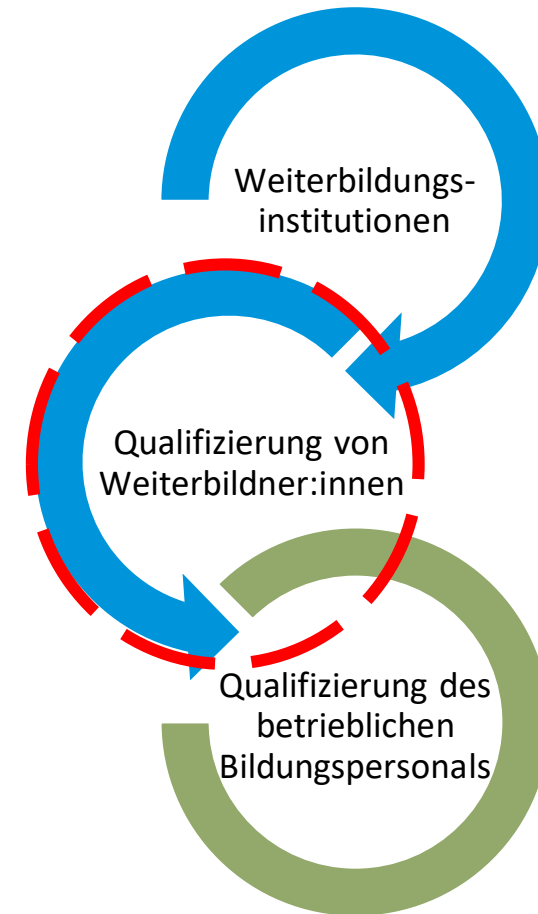 Weiterbildungs-
institutionen
Qualifizierung von
Weiterbildner:innen
Qualifizierung des
betrieblichen
Bildungspersonals